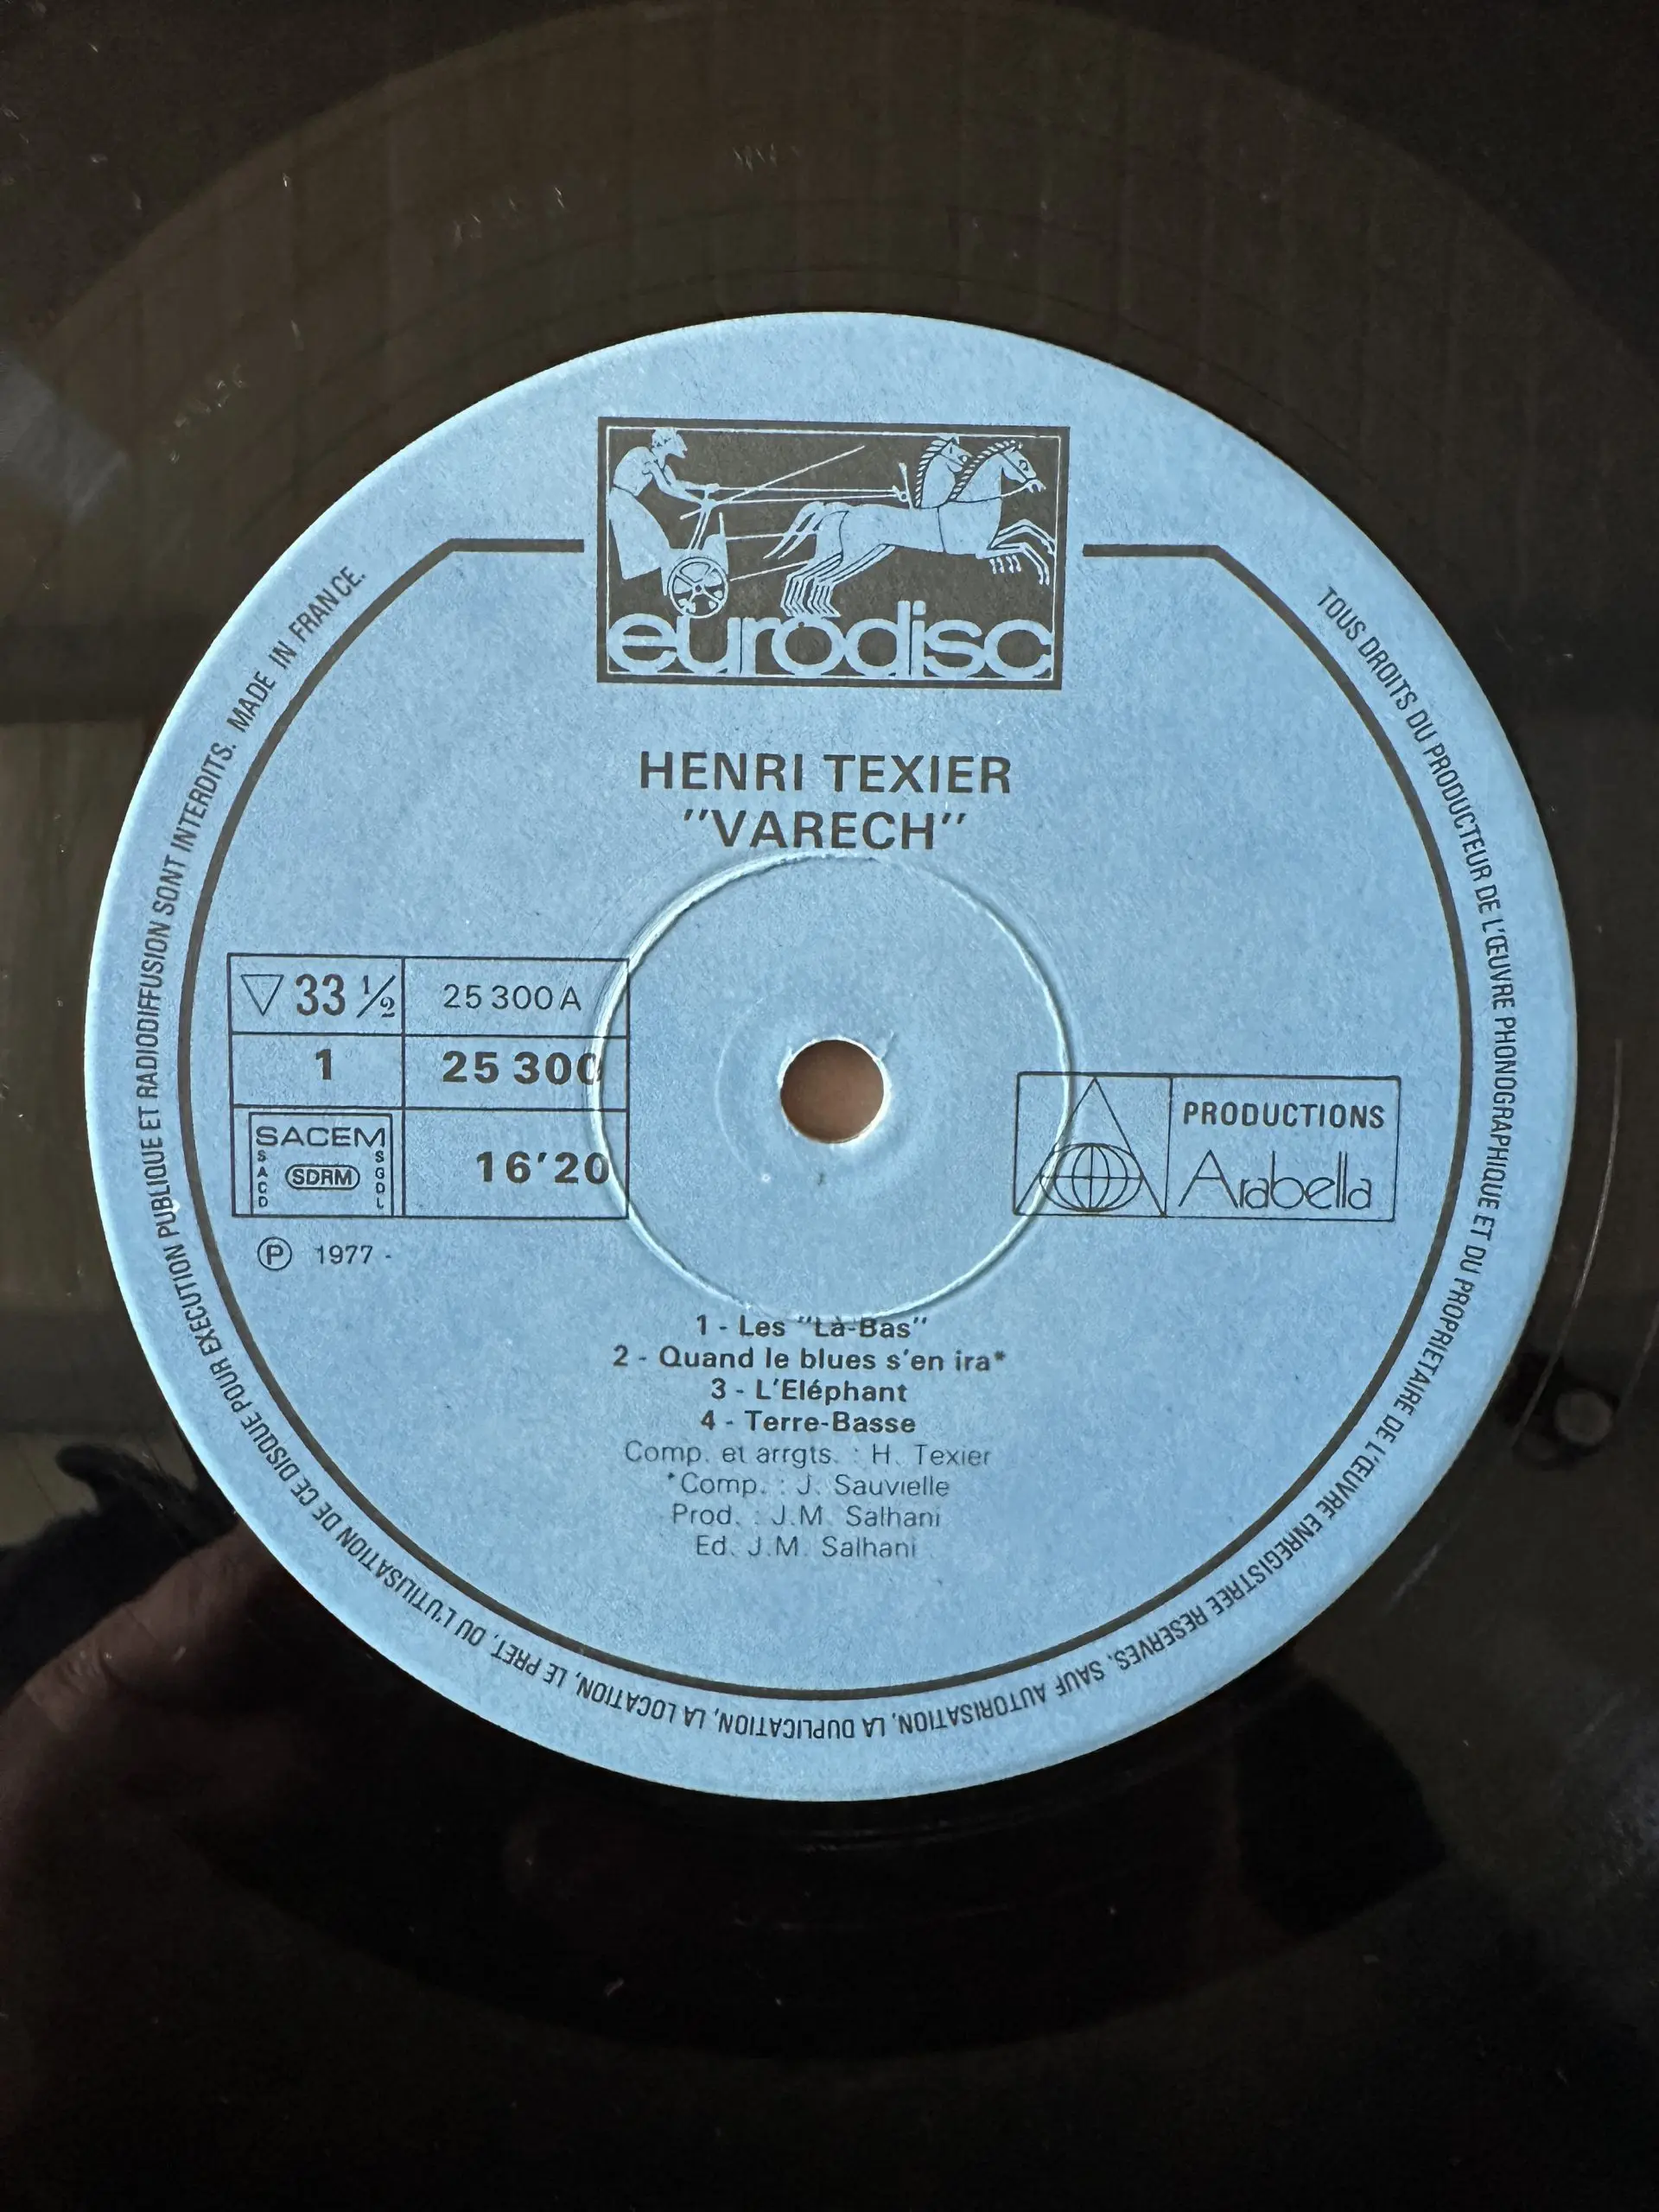 eurodisc
HENRI TEXIER
"VARECH"
▽ 33 1/2
25 300 A
1
25 300
SACEM
SACD
SDRM
SGDL
16'20
Ⓟ 1977 -
PRODUCTIONS
Arabella
1 - Les "Là-Bas"
2 - Quand le blues s'en ira*
3 - L'Eléphant
4 - Terre-Basse
Comp. et arrgts. : H. Texier
*Comp. : J. Sauvielle
Prod. : J.M. Salhani
Ed. J.M. Salhani
TOUS DROITS DU PRODUCTEUR DE L'ŒUVRE PHONOGRAPHIQUE ET DU PROPRIETAIRE DE L'ŒUVRE ENREGISTREE RESERVES. SAUF AUTORISATION, LA DUPLICATION, LA LOCATION, LE PRET, OU L'UTILISATION DE CE DISQUE POUR EXECUTION PUBLIQUE ET RADIODIFFUSION SONT INTERDITS. MADE IN FRANCE.